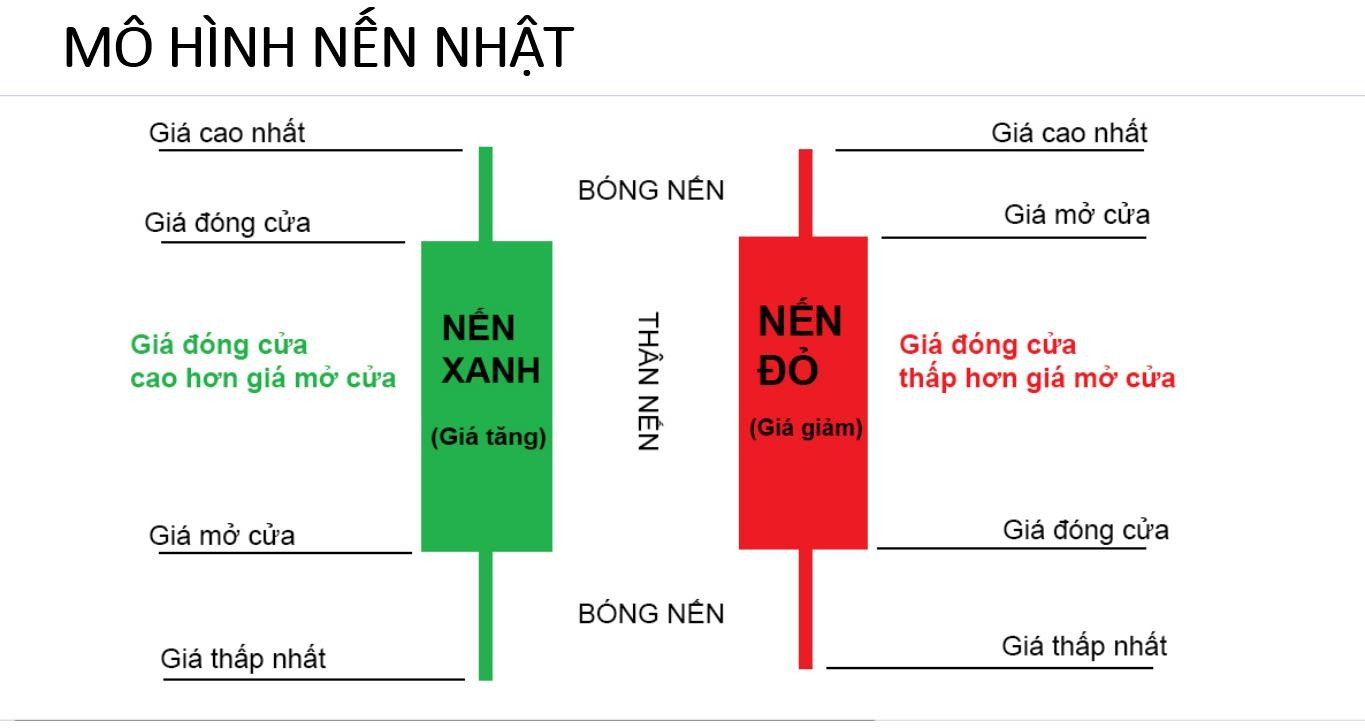 MÔ HÌNH NẾN NHẬT
Giá cao nhất
Giá đóng cửa
Giá đóng cửa
cao hơn giá mở cửa
Giá mở cửa
Giá thấp nhất
NẾN
XANH
(Giá tăng)
BÓNG NẾN
THÂN NẾN
BÓNG NẾN
NẾN
ĐỎ
(Giá giảm)
Giá cao nhất
Giá mở cửa
Giá đóng cửa
thấp hơn giá mở cửa
Giá đóng cửa
Giá thấp nhất